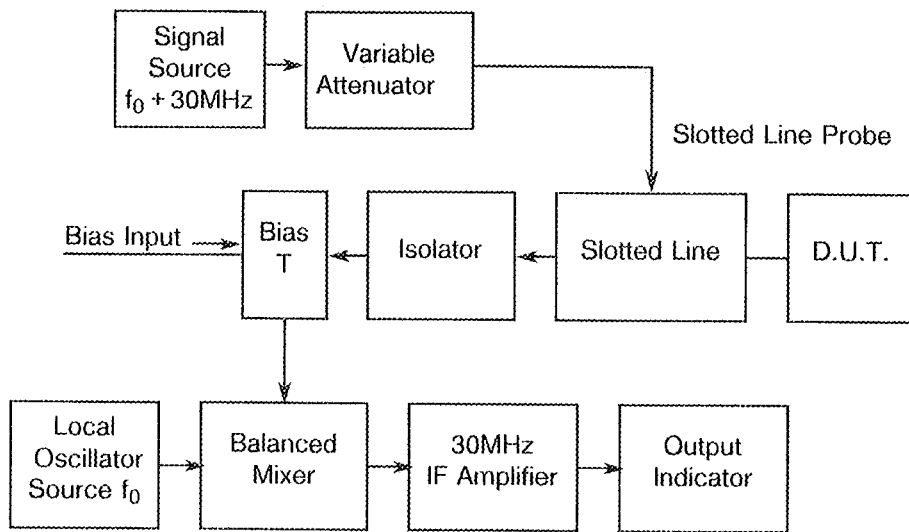 Signal
Source
f₀ + 30MHz
Variable
Attenuator
Slotted Line Probe
Bias Input
Bias
T
Isolator
Slotted Line
D.U.T.
Local
Oscillator
Source f₀
Balanced
Mixer
30MHz
IF Amplifier
Output
Indicator